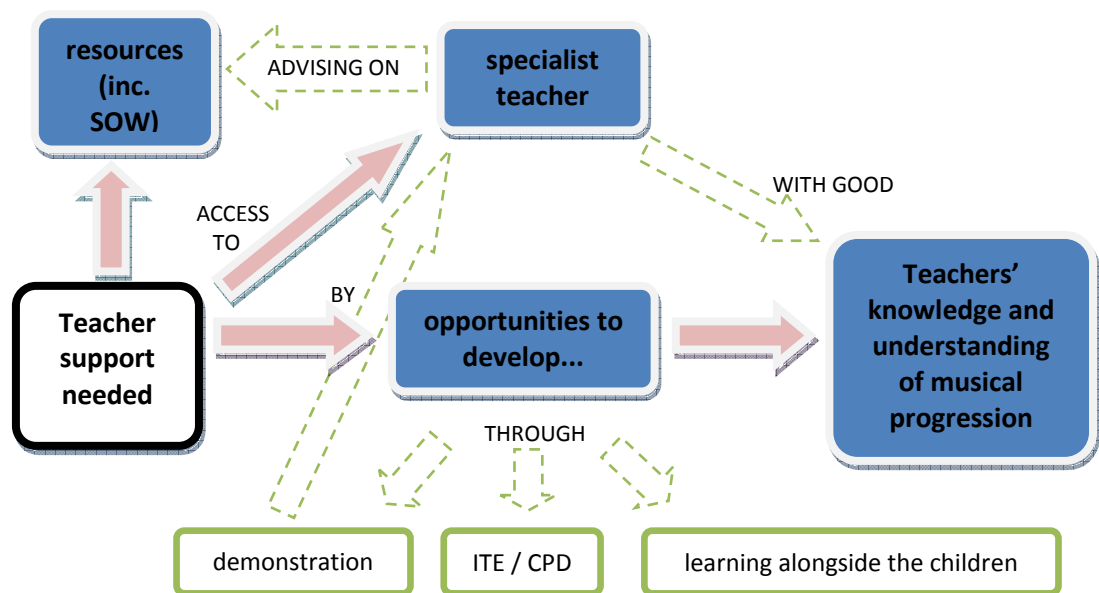 resources
(inc.
SOW)
ADVISING ON
specialist
teacher
WITH GOOD
ACCESS
TO
Teachers’
knowledge and
understanding
of musical
progression
BY
Teacher
support
needed
opportunities to
develop...
THROUGH
demonstration
ITE / CPD
learning alongside the children